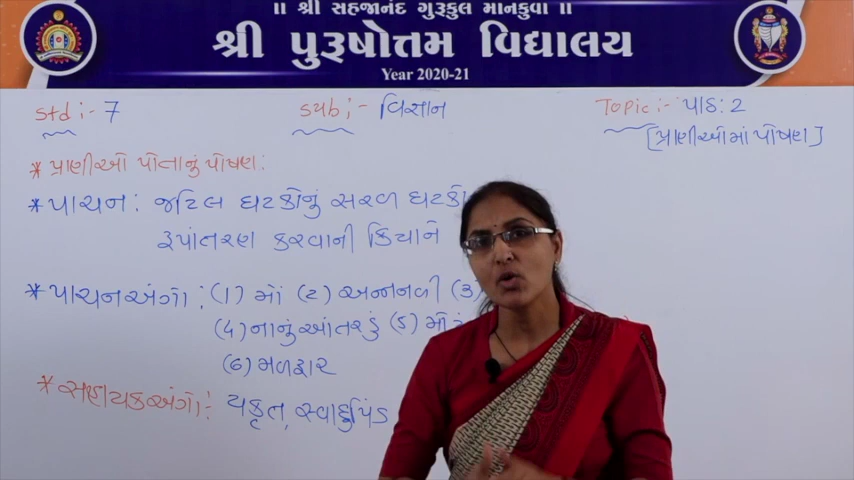 ॥ શ્રી સહજાનંદ ગુરુકુલ માનકુવા ॥
શ્રી પુરૂષોત્તમ વિદ્યાલય
Year 2020-21
Std :- 7
Sub ;- વિજ્ઞાન
Topic :- પાઠ : 2
[પ્રાણીઓમાં પોષણ]
* પ્રાણીઓ પોતાનું પોષણ :
* પાચન : જટિલ ઘટકોનું સરળ ઘટકો
રૂપાંતરણ કરવાની ક્રિયાને
* પાચનઅંગો : (1) મોં (2) અન્નનળી (3)
(4) નાનું આંતરડું (5)
(6) મળદ્વાર
* સહાયકઅંગો : યકૃત, સ્વાદુપિંડ